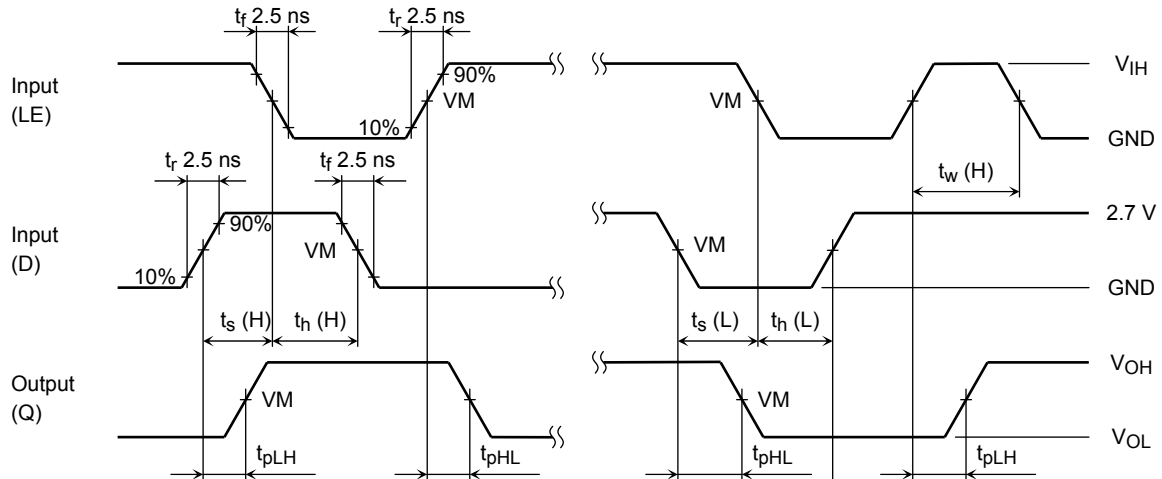 tf 2.5 ns
tr 2.5 ns
Input
(LE)
90%
VM
10%
VM
VIH
GND
tw (H)
tr 2.5 ns
tf 2.5 ns
Input
(D)
90%
VM
10%
VM
2.7 V
GND
ts (H)
th (H)
ts (L)
th (L)
Output
(Q)
VM
VM
VOH
VOL
tpLH
tpHL
tpHL
tpLH